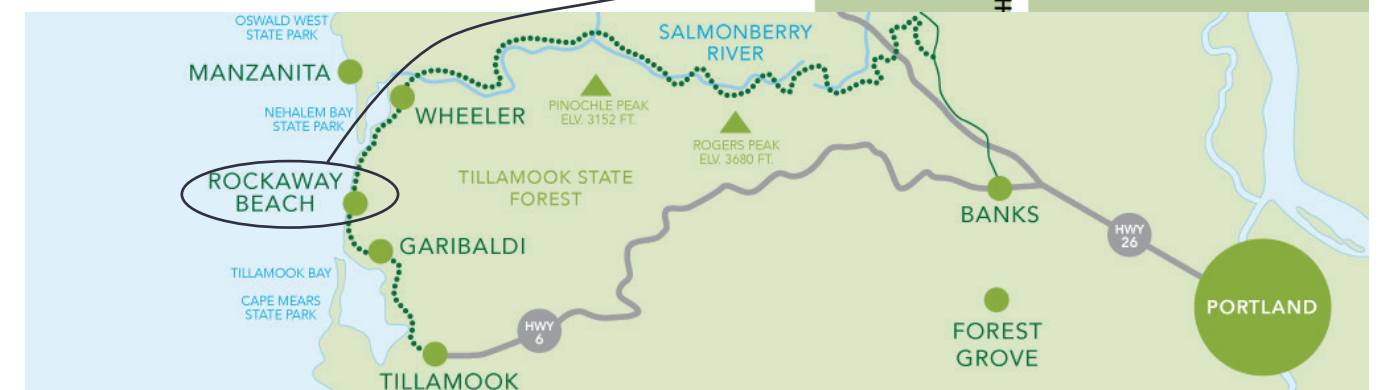 OSWALD WEST
STATE PARK
SALMONBERRY
RIVER
MANZANITA
NEHALEM BAY
STATE PARK
WHEELER
PINOCHLE PEAK
ELV. 3152 FT.
ROGERS PEAK
ELV. 3680 FT.
ROCKAWAY
BEACH
TILLAMOOK STATE
FOREST
BANKS
HWY
26
GARIBALDI
TILLAMOOK BAY
CAPE MEARS
STATE PARK
PORTLAND
HWY
6
FOREST
GROVE
TILLAMOOK